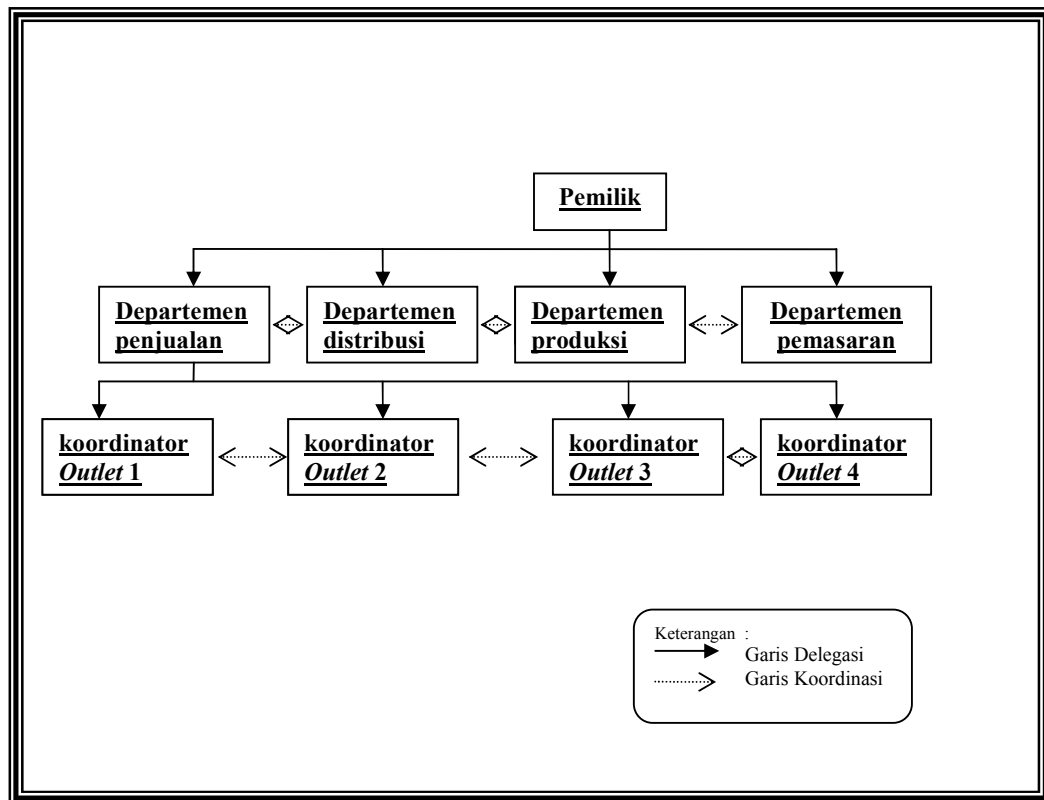 Pemilik
Departemen
penjualan
Departemen
distribusi
Departemen
produksi
Departemen
pemasaran
koordinator
Outlet 1
koordinator
Outlet 2
koordinator
Outlet 3
koordinator
Outlet 4
Keterangan :
Garis Delegasi
Garis Koordinasi